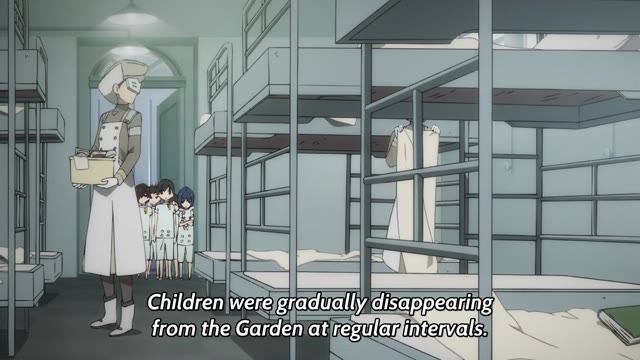 Children were gradually disappearing
from the Garden at regular intervals.